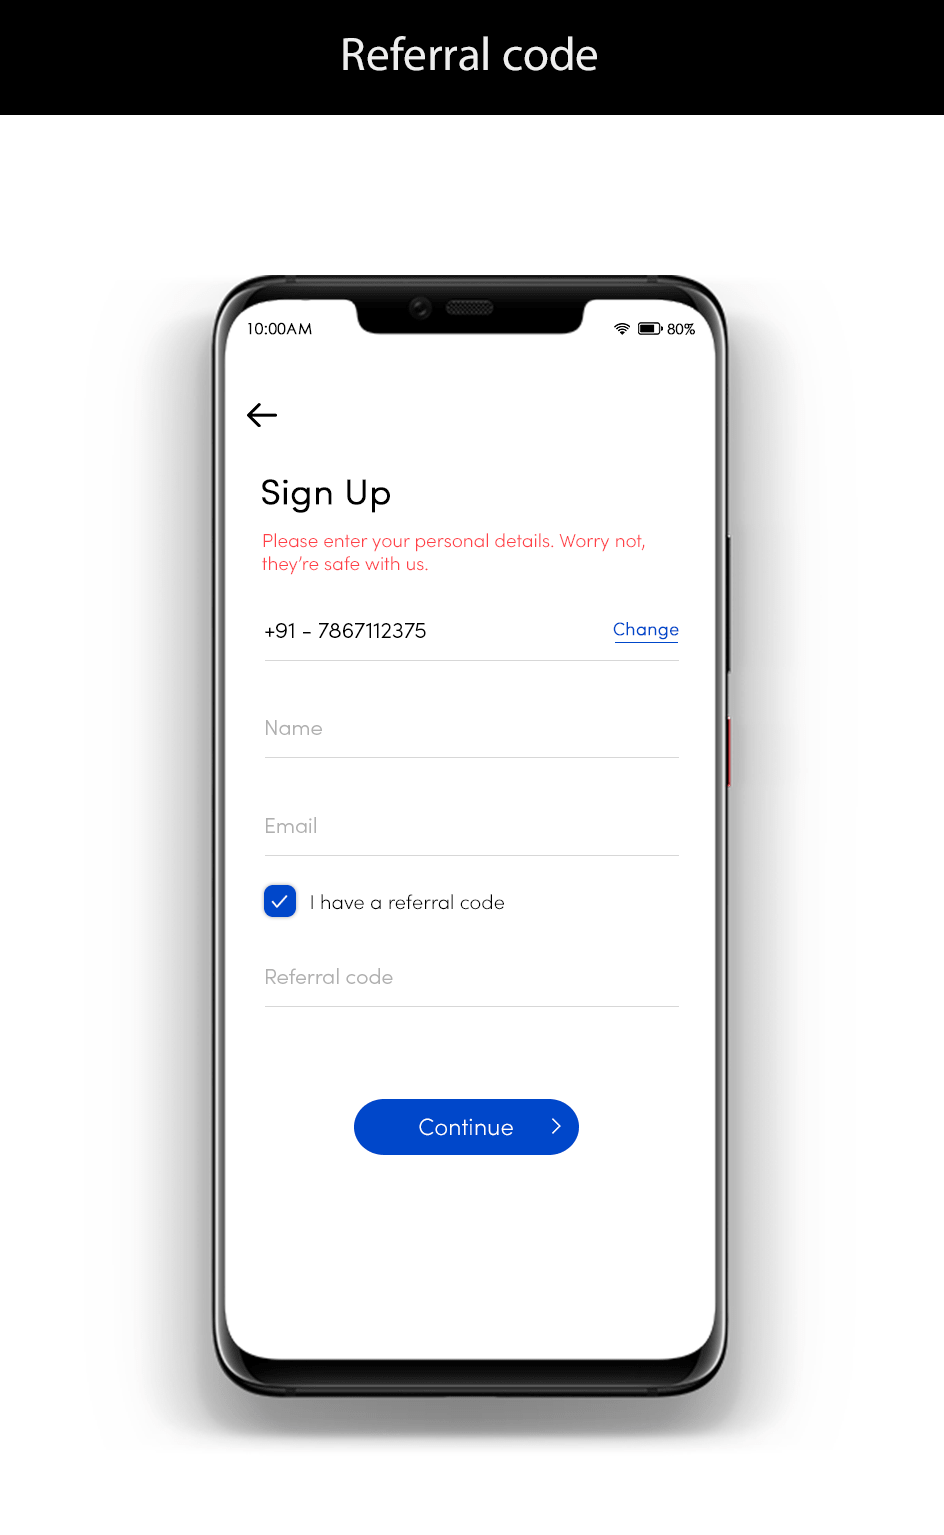 Referral code
10:00AM
80%
Sign Up
Please enter your personal details. Worry not,
they're safe with us.
+91 - 7867112375
Change
Name
Email
I have a referral code
Referral code
Continue